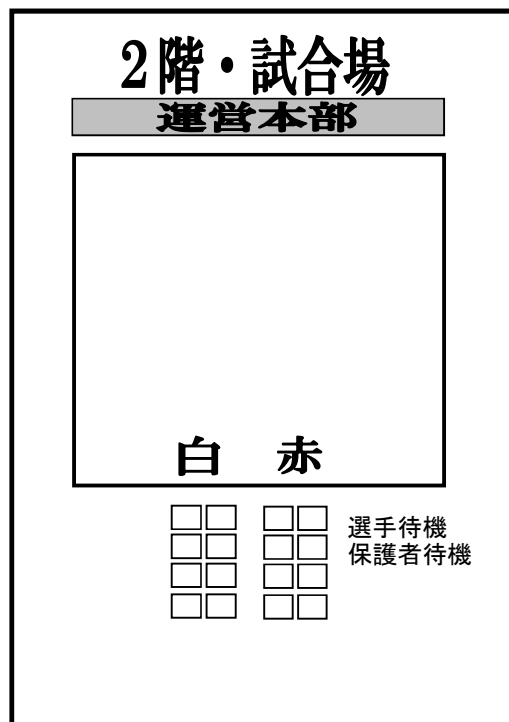 2階・試合場
運営本部
白 赤
選手待機
保護者待機